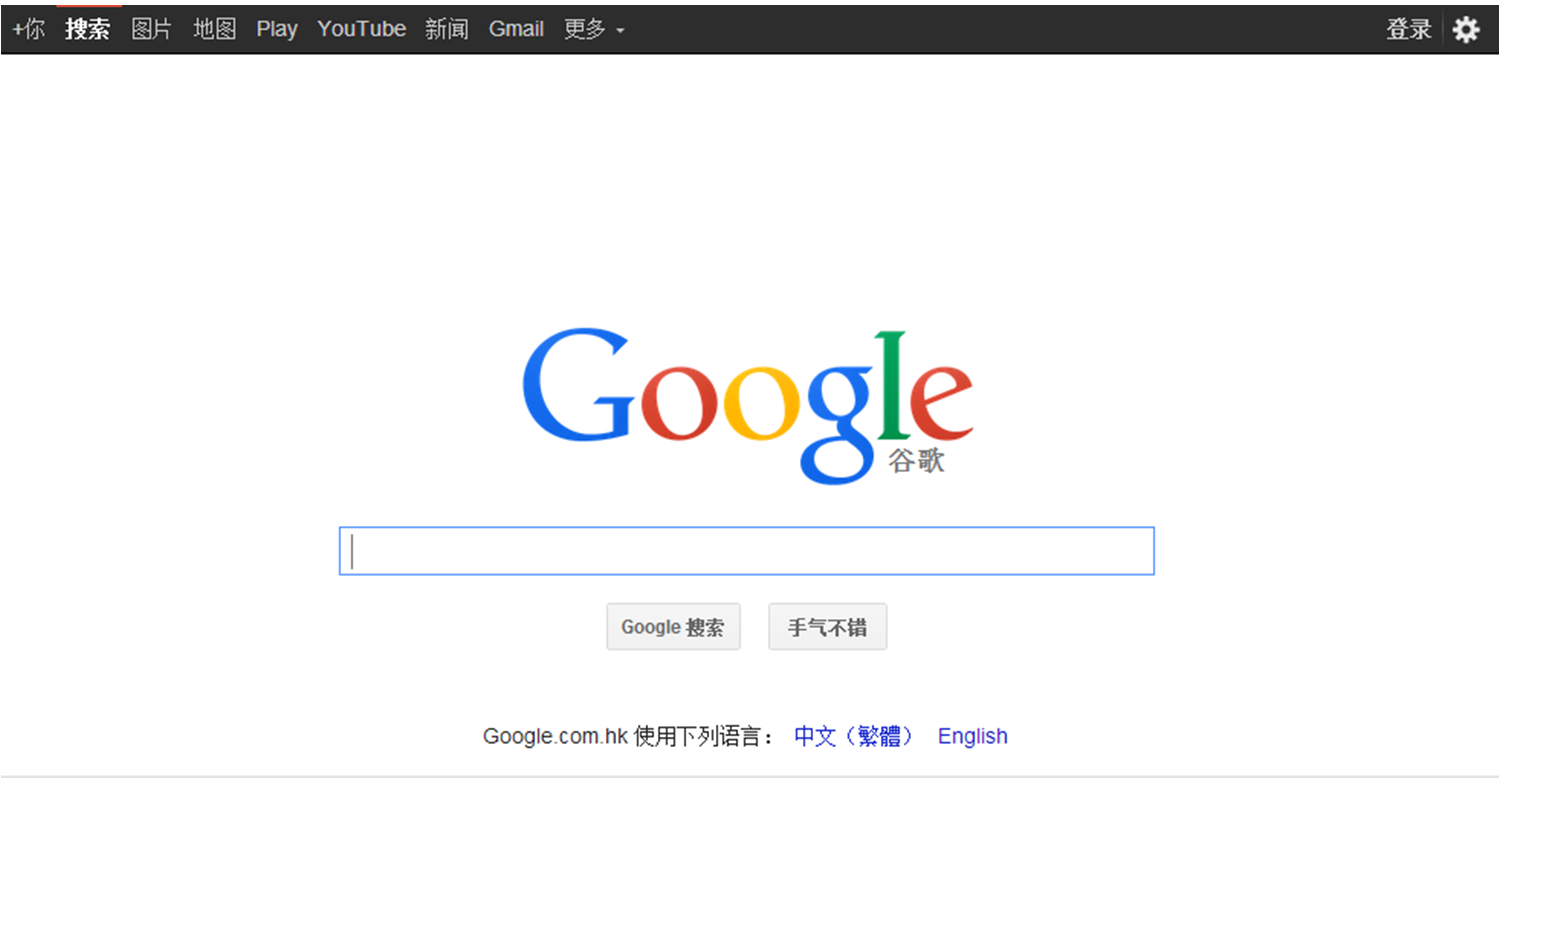 +你 搜索 图片 地图 Play YouTube 新闻 Gmail 更多 登录
Google
谷歌
Google 搜索 手气不错
Google.com.hk 使用下列语言： 中文（繁體） English